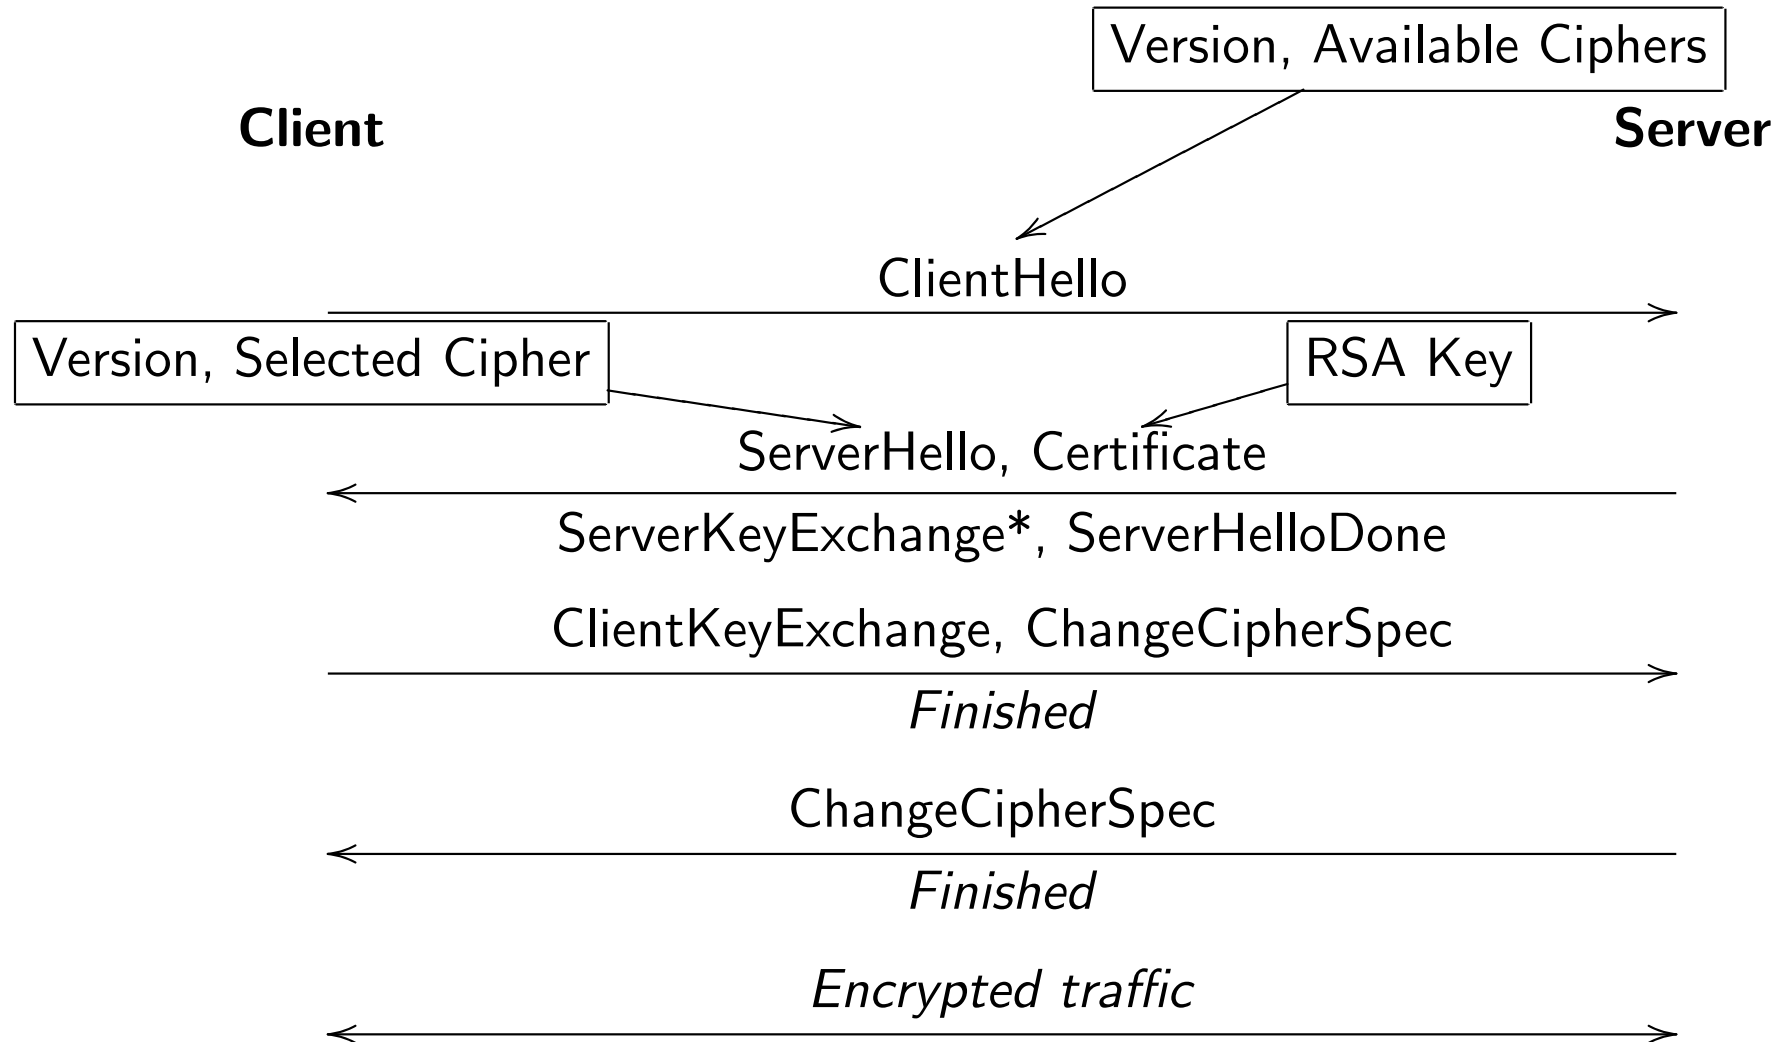 Version, Available Ciphers
Client
Server
ClientHello
Version, Selected Cipher
RSA Key
ServerHello, Certificate
ServerKeyExchange*, ServerHelloDone
ClientKeyExchange, ChangeCipherSpec
Finished
ChangeCipherSpec
Finished
Encrypted traffic